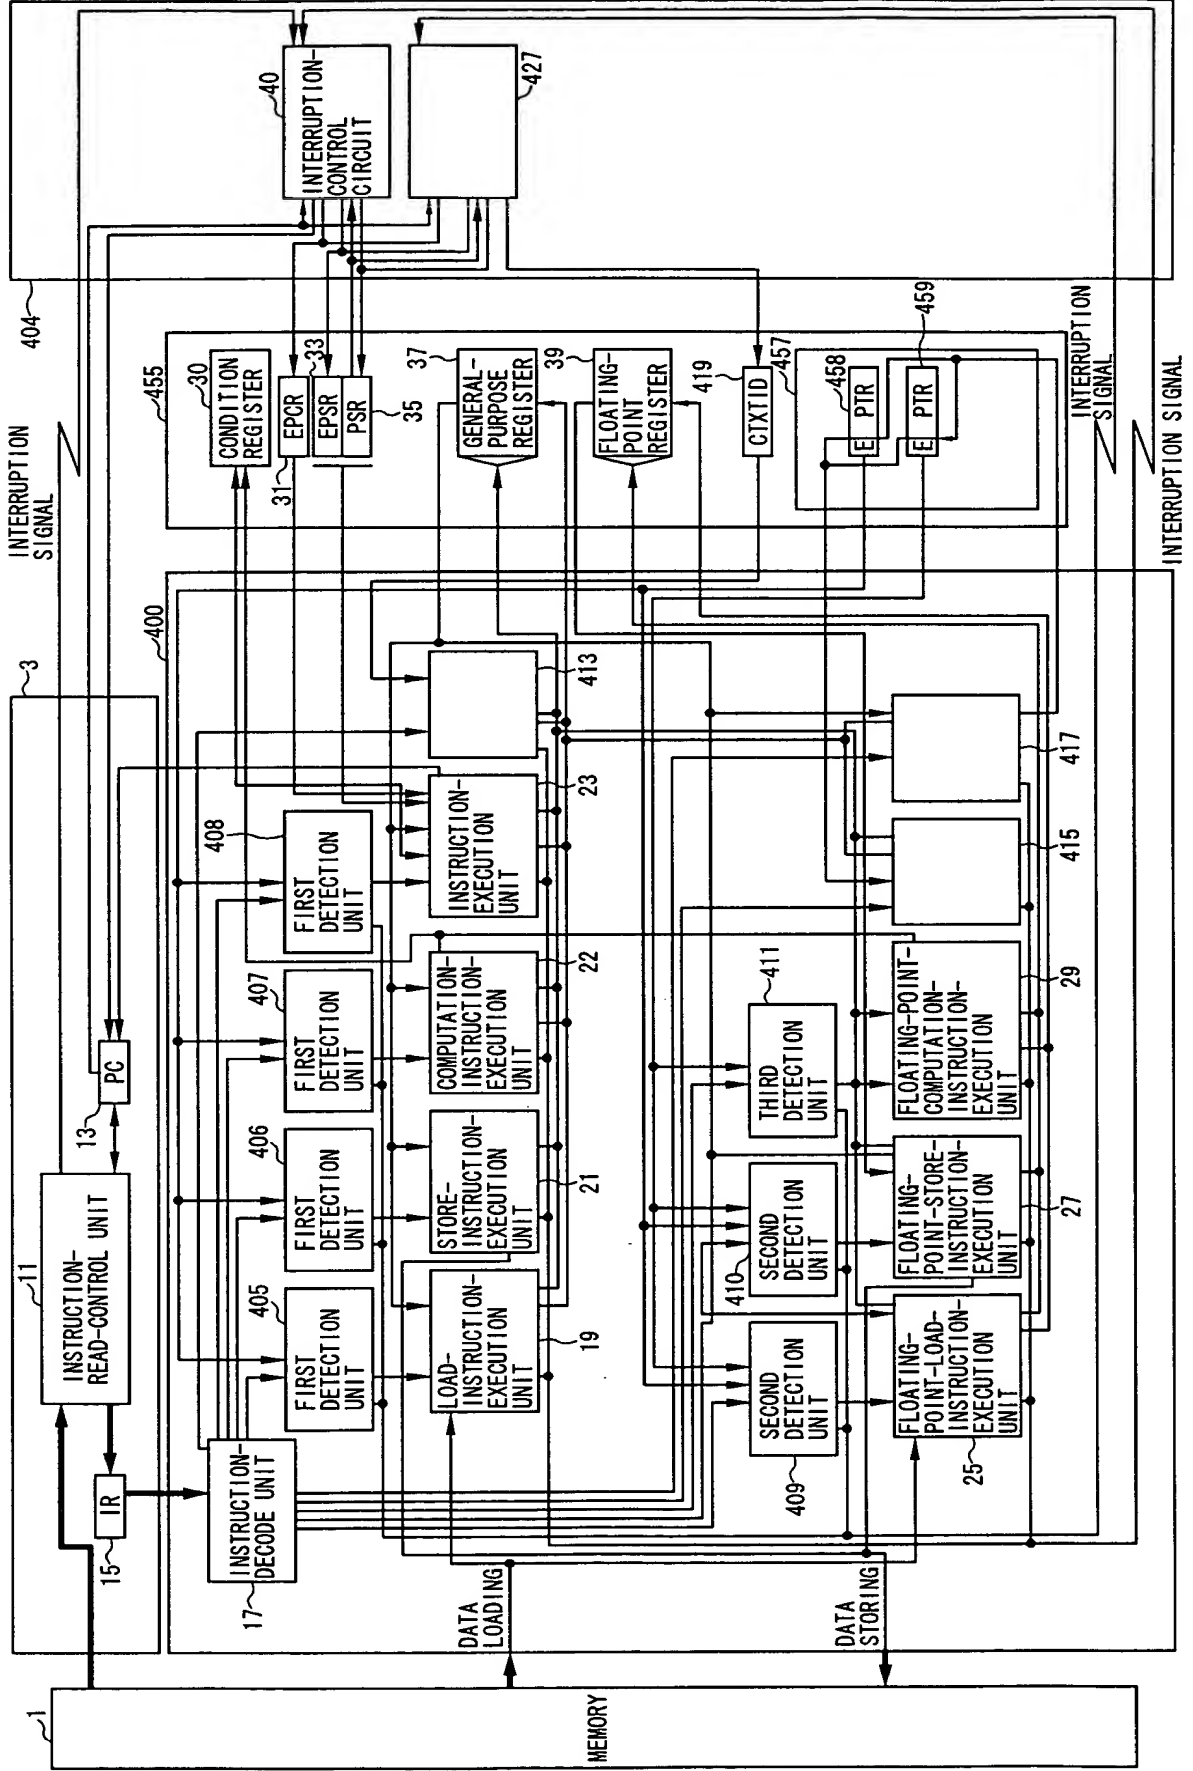 1
MEMORY
3
11
INSTRUCTION-
READ-CONTROL UNIT
15
IR
13
PC
INTERRUPTION
SIGNAL
400
17
INSTRUCTION-
DECODE UNIT
405
FIRST
DETECTION
UNIT
406
FIRST
DETECTION
UNIT
407
FIRST
DETECTION
UNIT
408
FIRST
DETECTION
UNIT
LOAD-
INSTRUCTION-
EXECUTION
UNIT
19
STORE-
INSTRUCTION-
EXECUTION
UNIT
21
COMPUTATION-
INSTRUCTION-
EXECUTION
UNIT
22
INSTRUCTION-
EXECUTION
UNIT
23
413
DATA
LOADING
DATA
STORING
409
SECOND
DETECTION
UNIT
410
SECOND
DETECTION
UNIT
411
THIRD
DETECTION
UNIT
FLOATING-
POINT-LOAD-
INSTRUCTION-
EXECUTION
UNIT
25
FLOATING-
POINT-STORE-
INSTRUCTION-
EXECUTION
UNIT
27
FLOATING-POINT-
COMPUTATION-
INSTRUCTION-
EXECUTION
UNIT
29
415
417
455
30
CONDITION
REGISTER
31
EPCR
33
EPSR
PSR
35
37
GENERAL-
PURPOSE
REGISTER
39
FLOATING-
POINT
REGISTER
CTXTID
419
457
458
E
PTR
459
E
PTR
INTERRUPTION
SIGNAL
INTERRUPTION SIGNAL
404
40
INTERRUPTION-
CONTROL
CIRCUIT
427